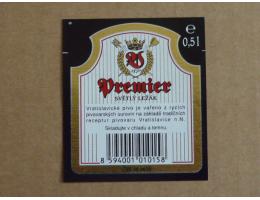 ℮
0,5 l
Premier
SVĚTLÝ LEŽÁK
Vratislavické pivo je vařeno z ryzích
pivovarských surovin na základě tradičních
receptur pivovaru Vratislavice n.N.
Skladujte v chladu a temnu.
8 594001 010158